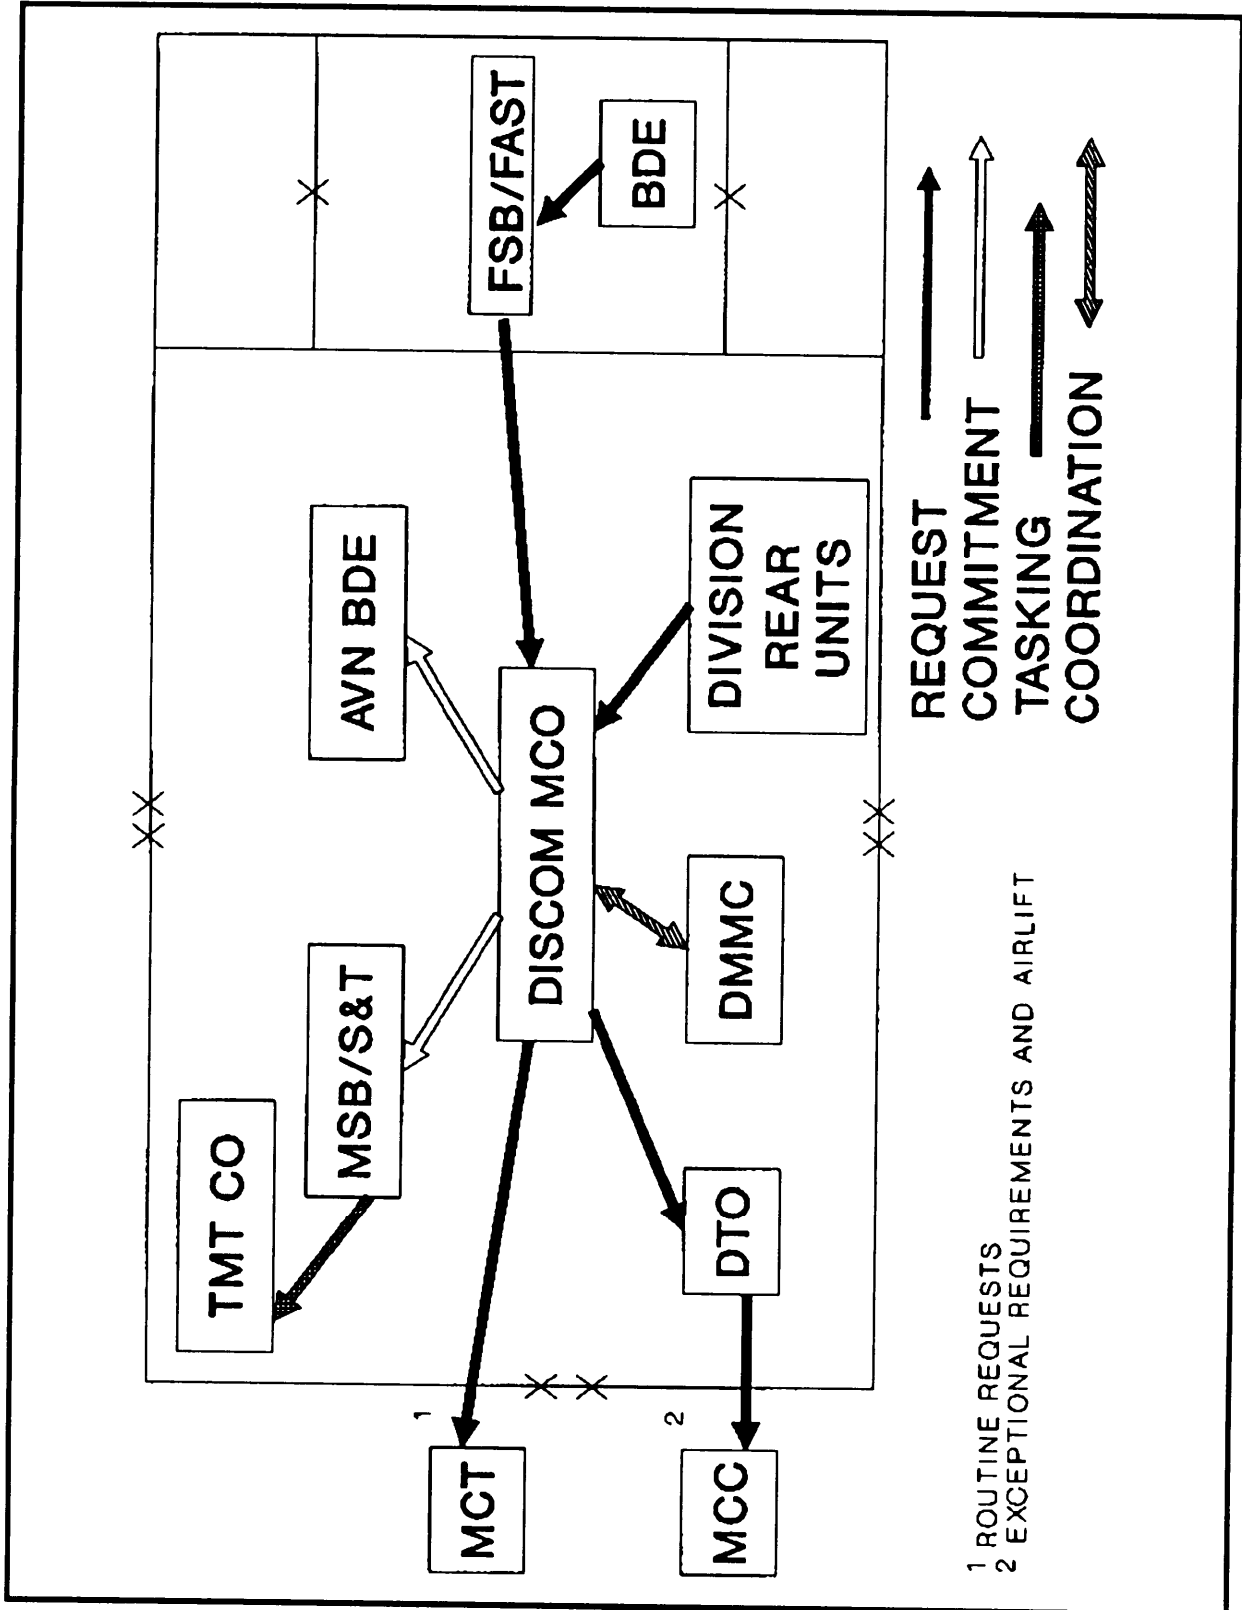 FSB/FAST
BDE
AVN BDE
DISCOM MCO
DIVISION
REAR
UNITS
TMT CO
MSB/S&T
DMMC
DTO
MCT
1
MCC
2
REQUEST
COMMITMENT
TASKING
COORDINATION
1 ROUTINE REQUESTS
2 EXCEPTIONAL REQUIREMENTS AND AIRLIFT